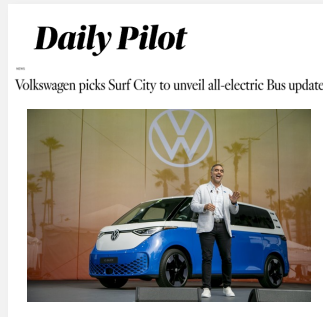 Daily Pilot
NEWS
Volkswagen picks Surf City to unveil all-electric Bus update